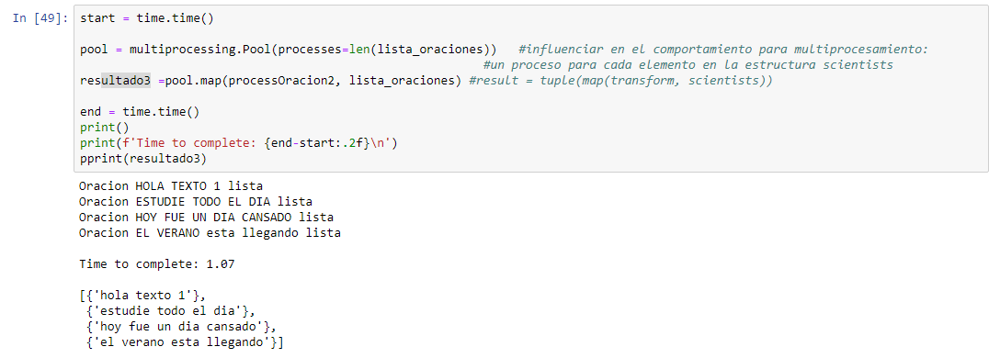 In [49]: start = time.time()
pool = multiprocessing.Pool(processes=len(lista_oraciones)) #influenciar en el comportamiento para multiprocesamiento:
#un proceso para cada elemento en la estructura scientists
resultado3 =pool.map(processOracion2, lista_oraciones) #result = tuple(map(transform, scientists))
end = time.time()
print()
print(f'Time to complete: {end-start:.2f}\n')
pprint(resultado3)
Oracion HOLA TEXTO 1 lista
Oracion ESTUDIE TODO EL DIA lista
Oracion HOY FUE UN DIA CANSADO lista
Oracion EL VERANO esta llegando lista
Time to complete: 1.07
[{'hola texto 1'},
{'estudie todo el dia'},
{'hoy fue un dia cansado'},
{'el verano esta llegando'}]